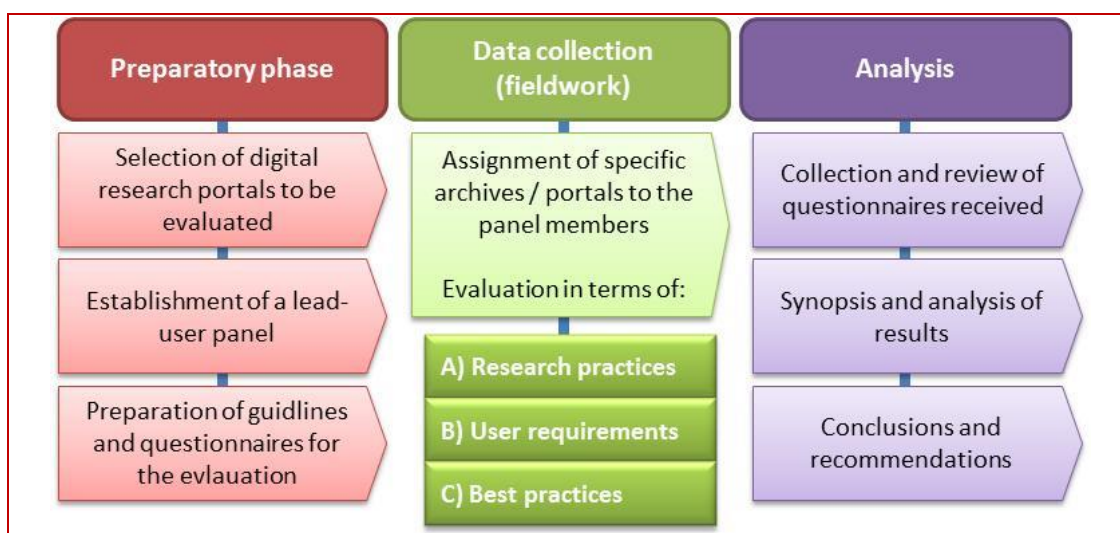 Preparatory phase
Selection of digital
research portals to be
evaluated
Establishment of a lead-
user panel
Preparation of guidlines
and questionnaires for
the evlauation
Data collection
(fieldwork)
Assignment of specific
archives / portals to the
panel members
Evaluation in terms of:
A) Research practices
B) User requirements
C) Best practices
Analysis
Collection and review of
questionnaires received
Synopsis and analysis of
results
Conclusions and
recommendations